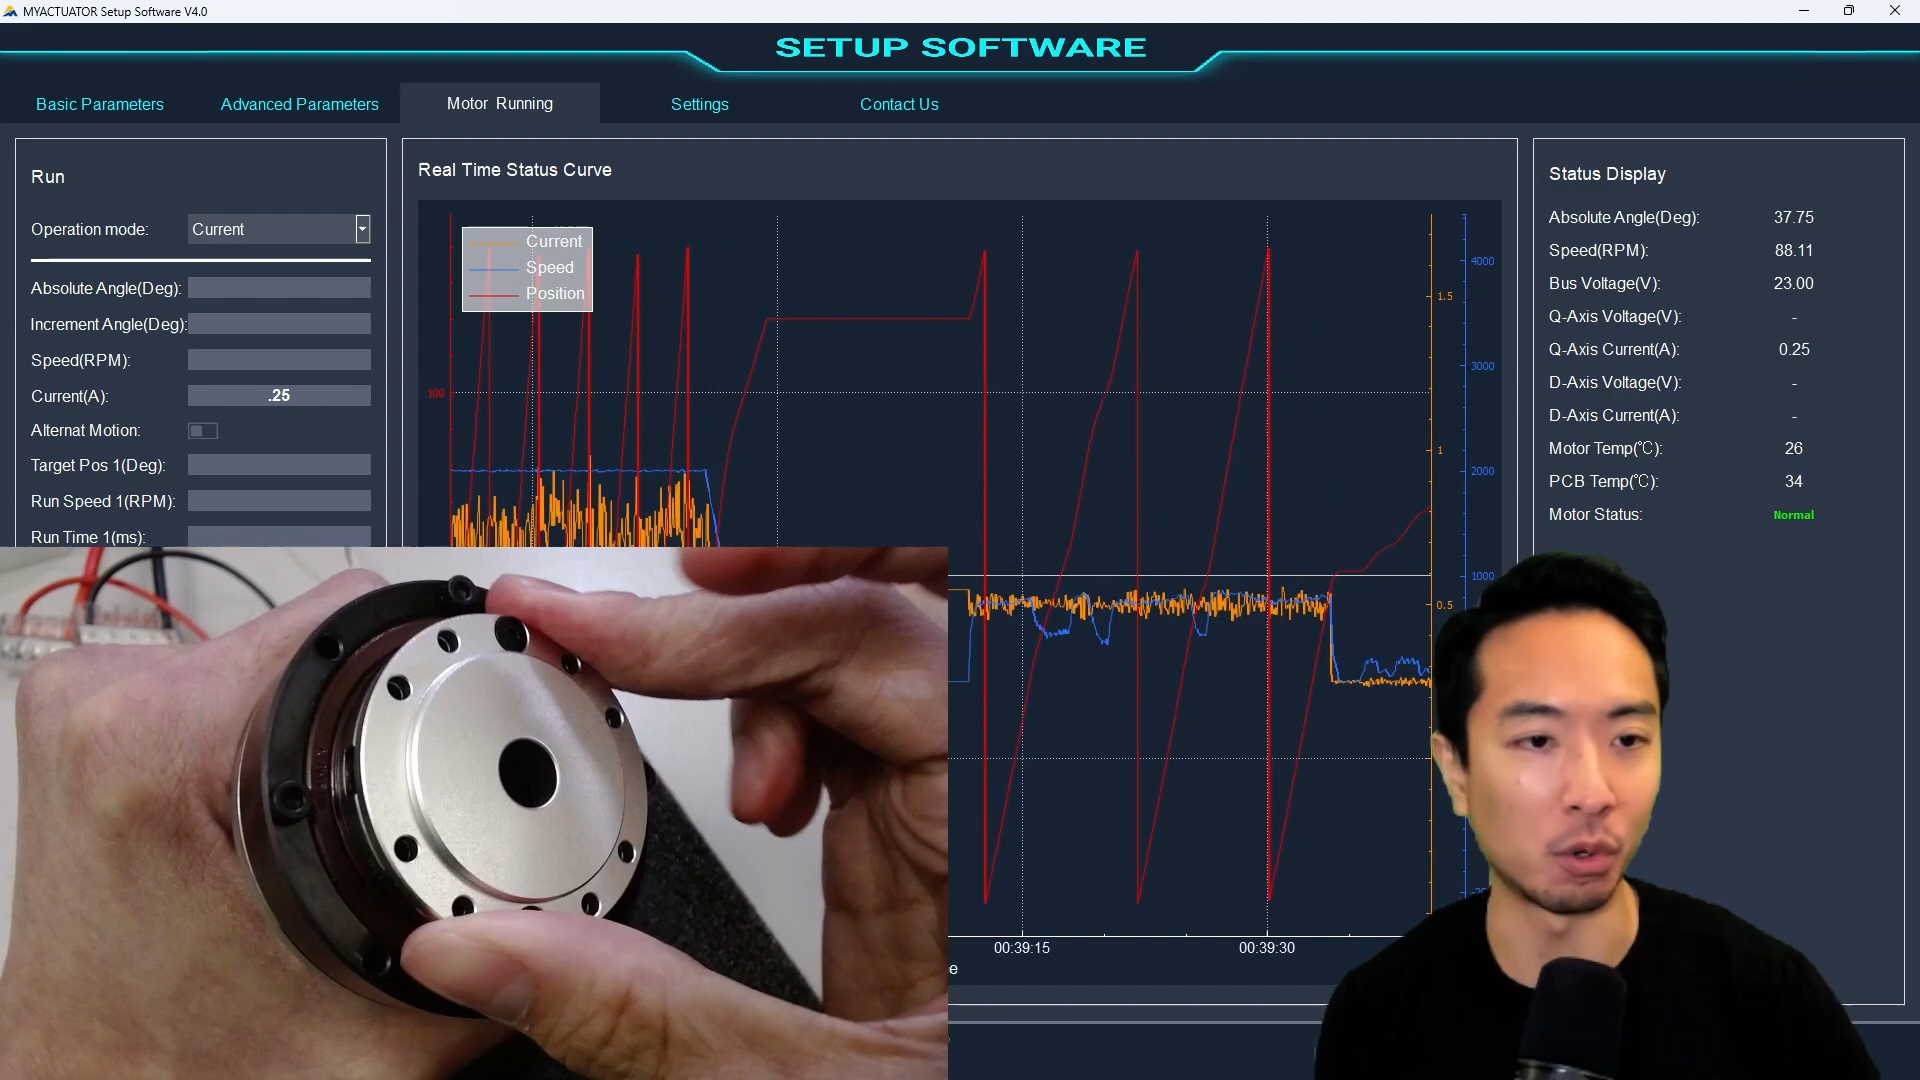 MYACTUATOR Setup Software V4.0
SETUP SOFTWARE
Basic Parameters
Advanced Parameters
Motor Running
Settings
Contact Us
Run
Operation mode:
Current
Absolute Angle(Deg):
Increment Angle(Deg):
Speed(RPM):
Current(A):
.25
Alternat Motion:
Target Pos 1(Deg):
Run Speed 1(RPM):
Run Time 1(ms):
Real Time Status Curve
Current
Speed
Position
100
1.5
1
0.5
4000
3000
2000
1000
00:39:15
00:39:30
e
Status Display
Absolute Angle(Deg): 37.75
Speed(RPM): 88.11
Bus Voltage(V): 23.00
Q-Axis Voltage(V): -
Q-Axis Current(A): 0.25
D-Axis Voltage(V): -
D-Axis Current(A): -
Motor Temp(℃): 26
PCB Temp(℃): 34
Motor Status: Normal